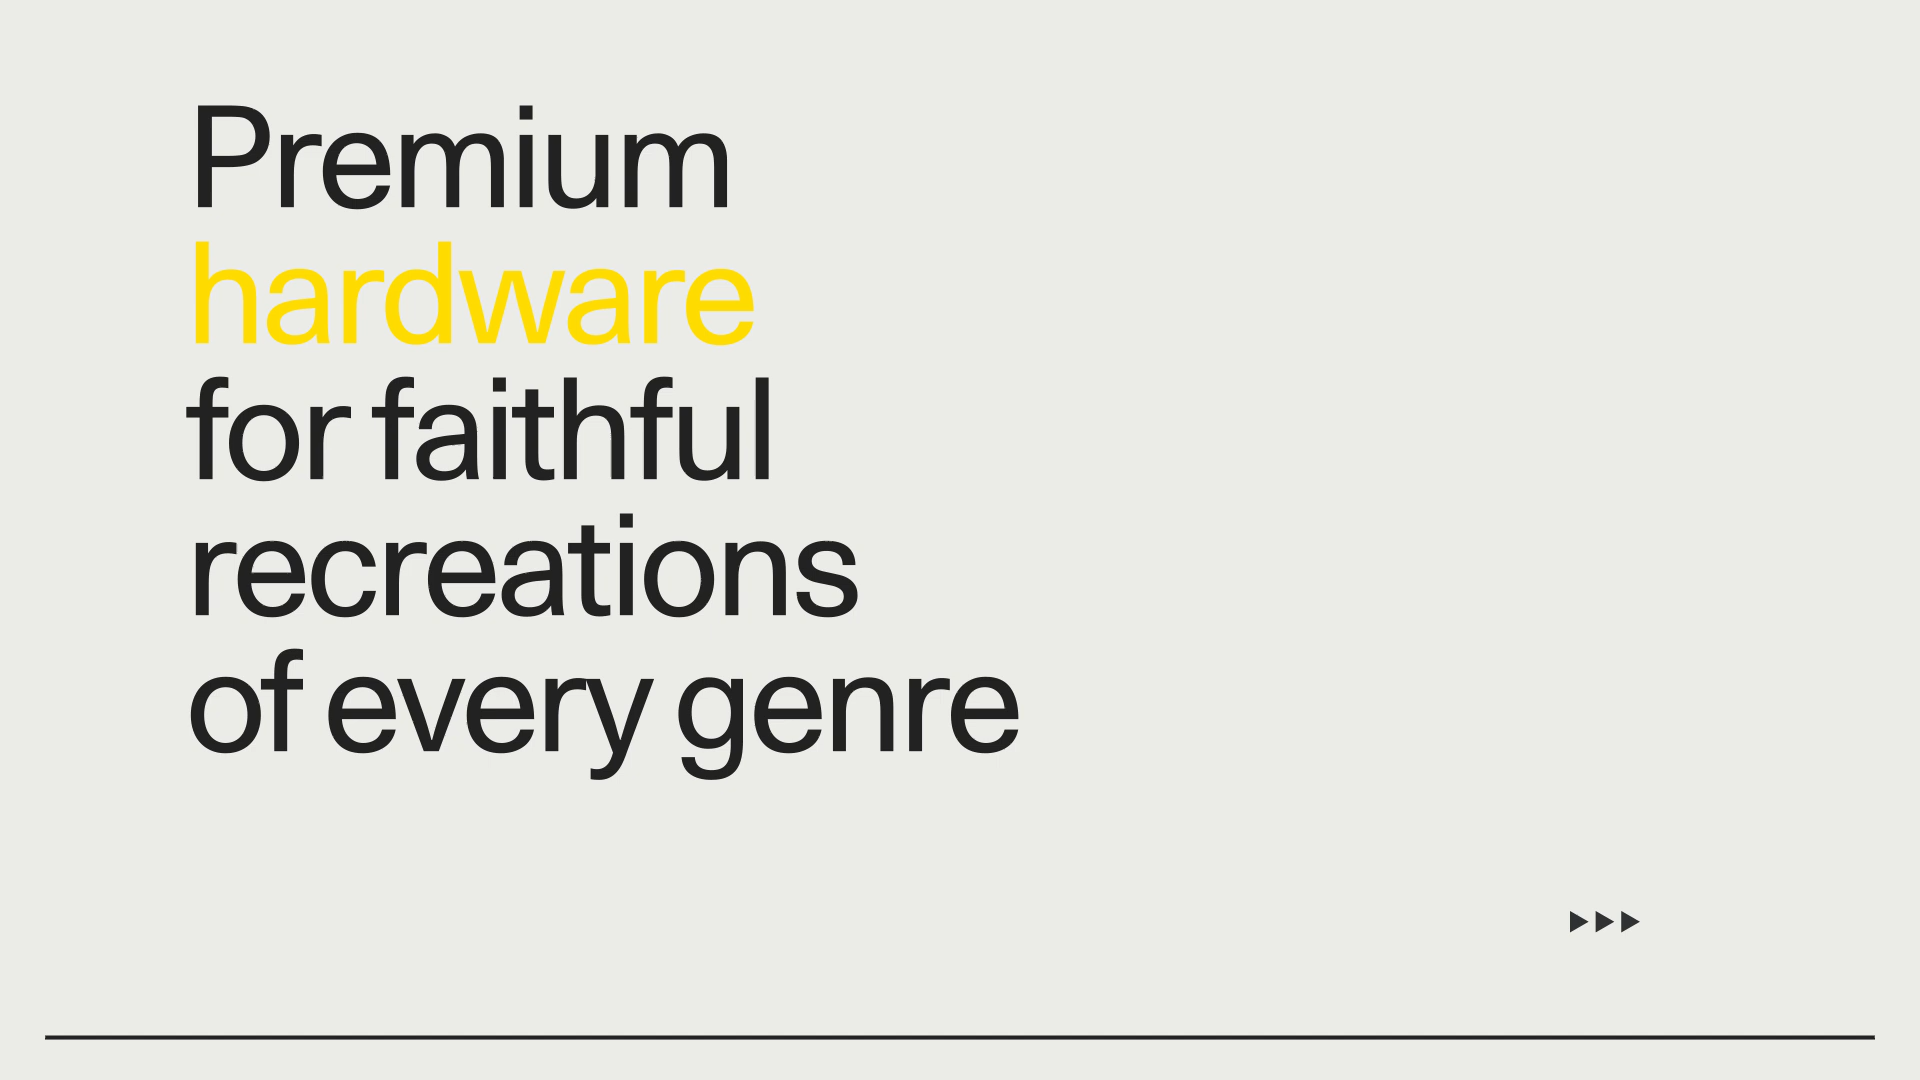 Premium
hardware
for faithful
recreations
of every genre